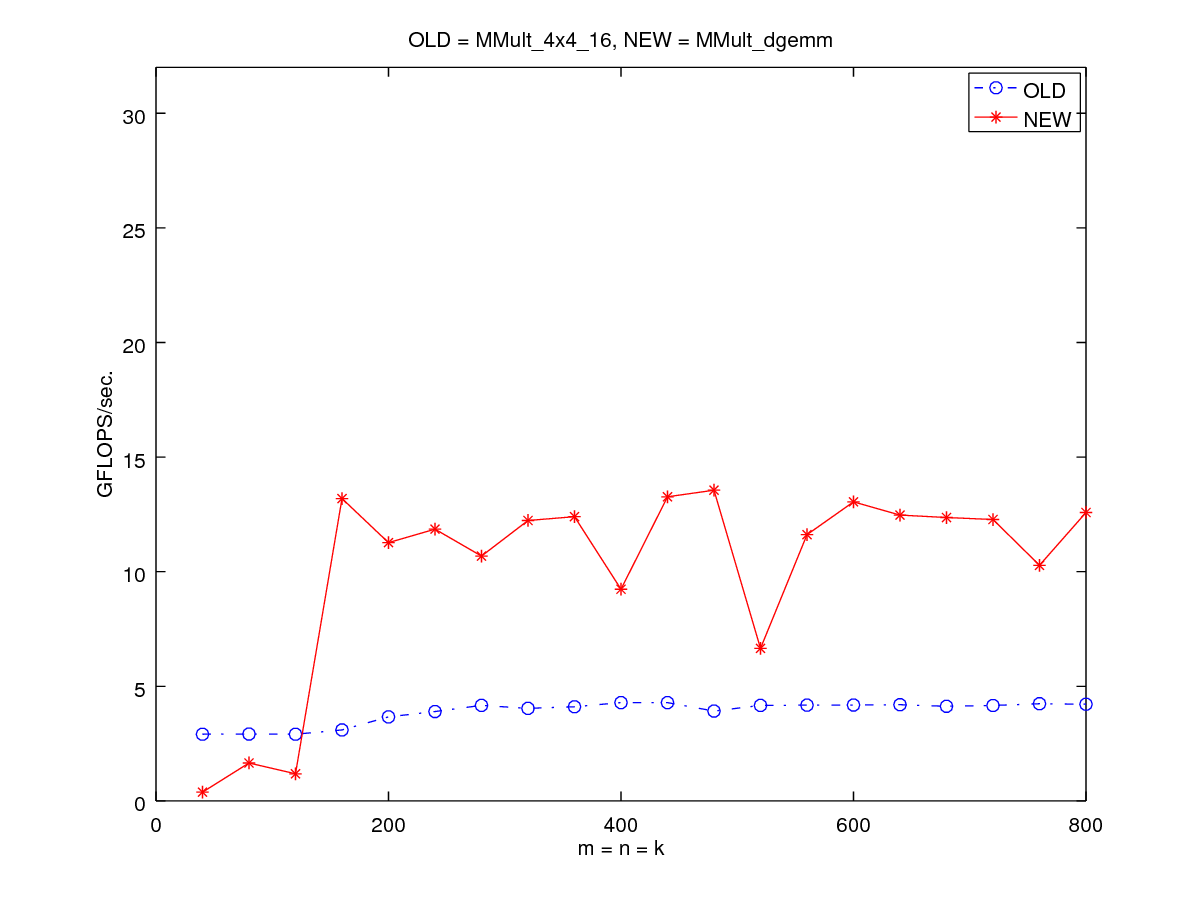 OLD = MMult_4x4_16, NEW = MMult_dgemm
OLD
NEW
30
25
20
15
10
5
0
GFLOPS/sec.
0 200 400 600 800
m = n = k